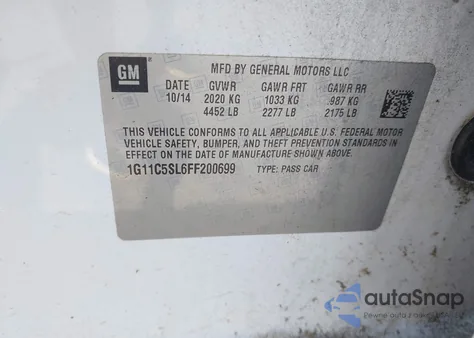 GM
MFD BY GENERAL MOTORS LLC
DATE GVWR GAWR FRT GAWR RR
10/14 2020 KG 1033 KG 987 KG
4452 LB 2277 LB 2175 LB
THIS VEHICLE CONFORMS TO ALL APPLICABLE U.S. FEDERAL MOTOR
VEHICLE SAFETY, BUMPER, AND THEFT PREVENTION STANDARDS
IN EFFECT ON THE DATE OF MANUFACTURE SHOWN ABOVE.
1G11C5SL6FF200699 TYPE: PASS CAR
autoSnap
Pewne auto